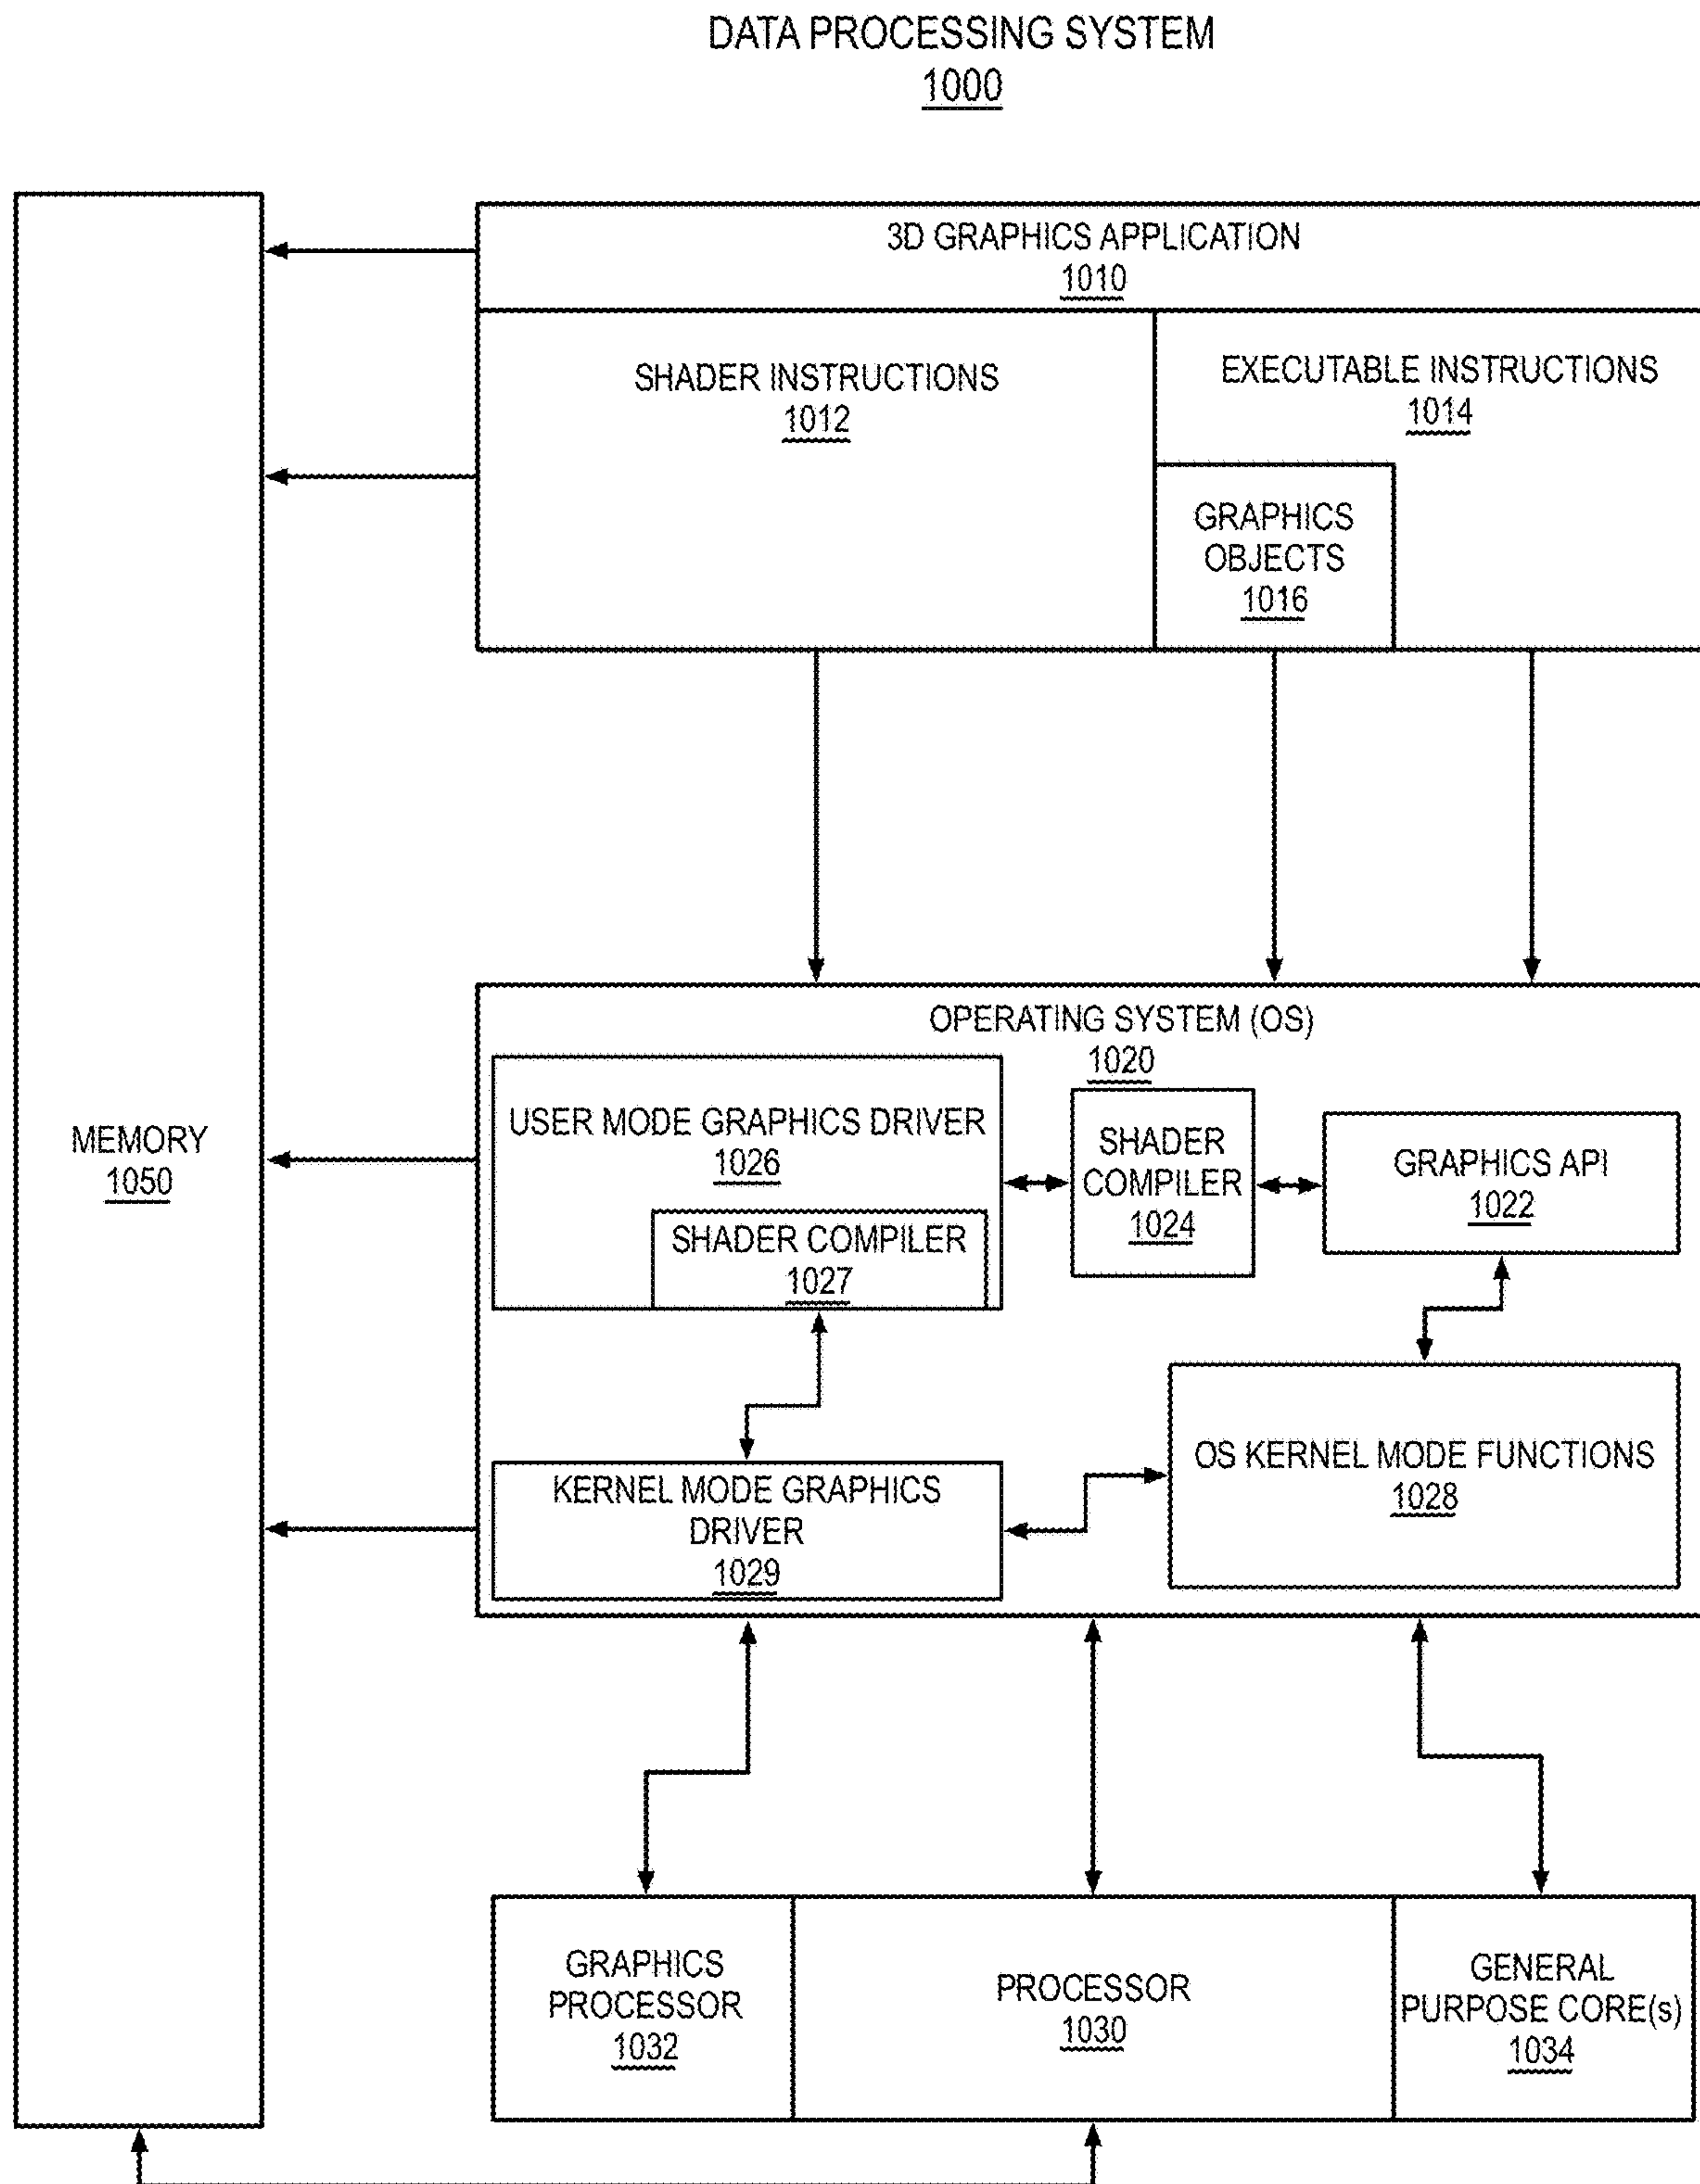 DATA PROCESSING SYSTEM
1000
3D GRAPHICS APPLICATION
1010
SHADER INSTRUCTIONS
1012
EXECUTABLE INSTRUCTIONS
1014
GRAPHICS
OBJECTS
1016
MEMORY
1050
OPERATING SYSTEM (OS)
1020
USER MODE GRAPHICS DRIVER
1026
SHADER COMPILER
1027
SHADER
COMPILER
1024
GRAPHICS API
1022
KERNEL MODE GRAPHICS
DRIVER
1029
OS KERNEL MODE FUNCTIONS
1028
GRAPHICS
PROCESSOR
1032
PROCESSOR
1030
GENERAL
PURPOSE CORE(s)
1034